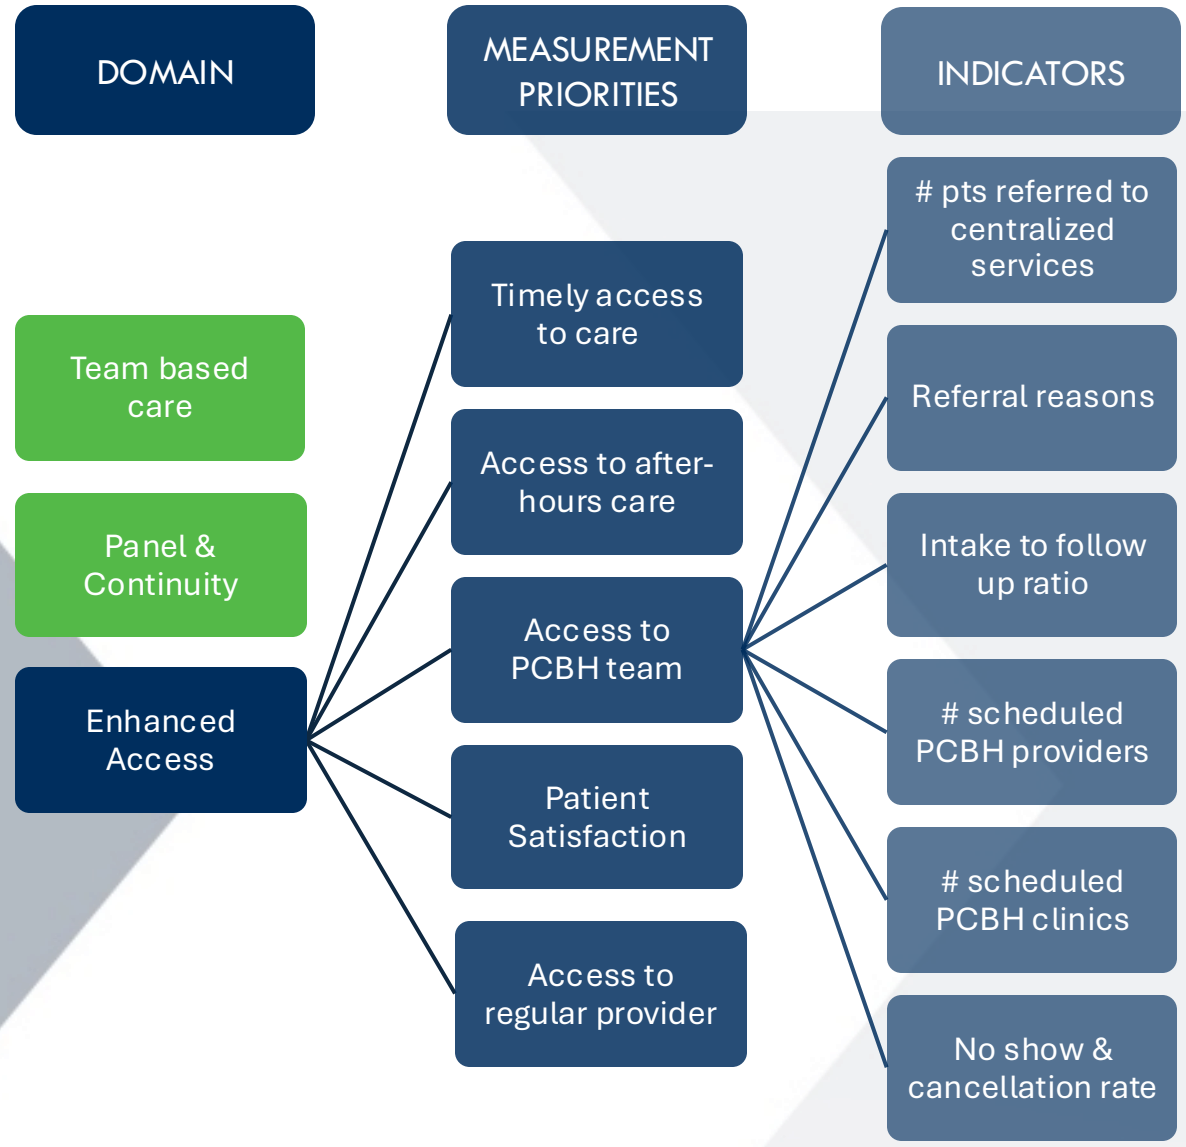 DOMAIN
MEASUREMENT
PRIORITIES
INDICATORS
Team based
care
Panel &
Continuity
Enhanced
Access
Timely access
to care
Access to after-
hours care
Access to
PCBH team
Patient
Satisfaction
Access to
regular provider
# pts referred to
centralized
services
Referral reasons
Intake to follow
up ratio
# scheduled
PCBH providers
# scheduled
PCBH clinics
No show &
cancellation rate